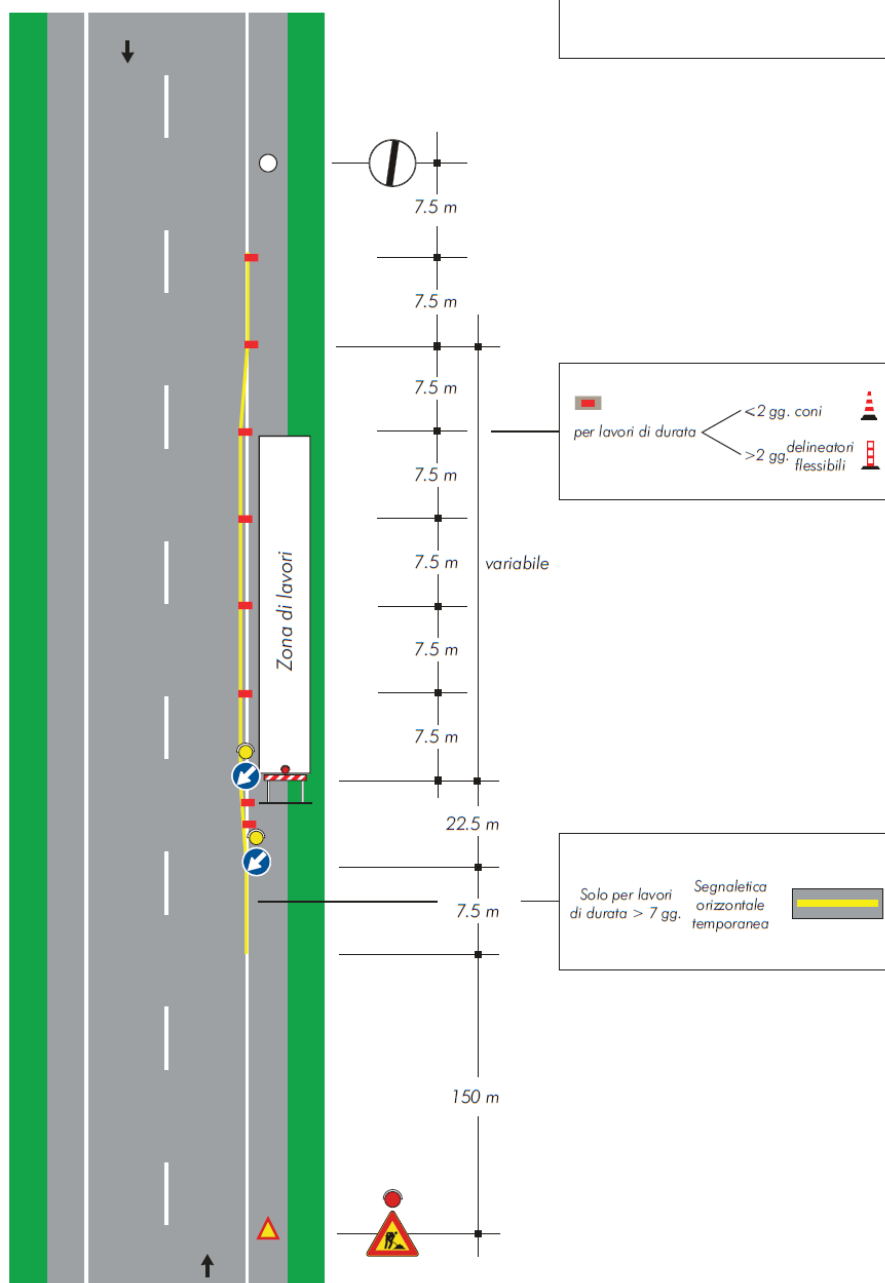 7.5 m
7.5 m
7.5 m
per lavori di durata
<2 gg. coni
>2 gg. delineatori
flessibili
7.5 m
7.5 m
variabile
Zona di lavori
7.5 m
7.5 m
22.5 m
7.5 m
Solo per lavori
di durata > 7 gg.
Segnaletica
orizzontale
temporanea
150 m